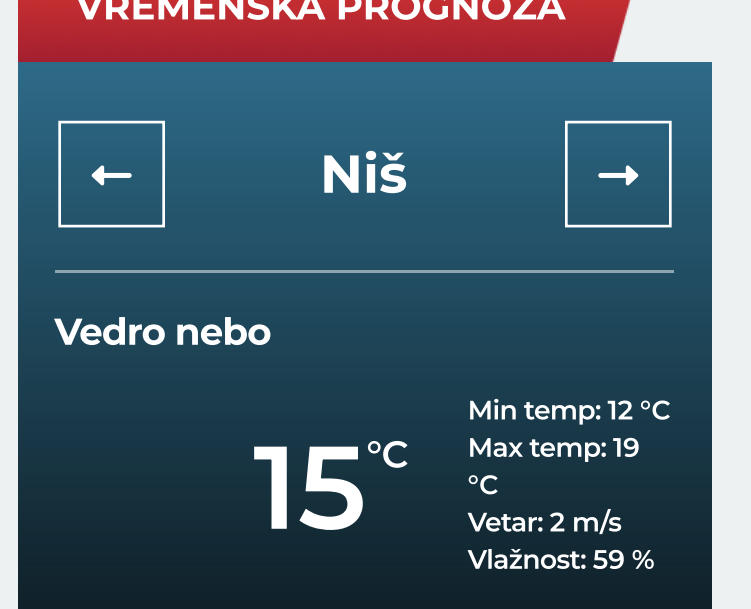 VREMENSKA PROGNOZA
Niš
Vedro nebo
15 °C
Min temp: 12 °C
Max temp: 19
°C
Vetar: 2 m/s
Vlažnost: 59 %